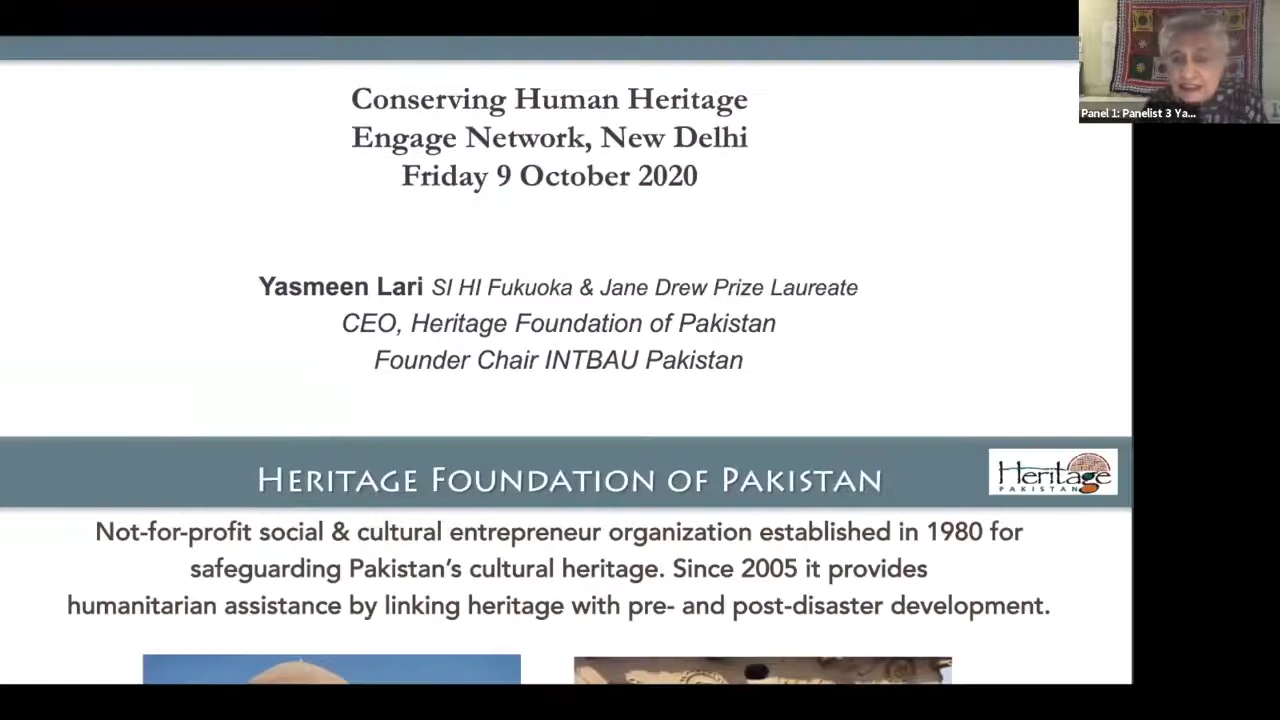 Panel 1: Panelist 3 Ya...
Conserving Human Heritage
Engage Network, New Delhi
Friday 9 October 2020
Yasmeen Lari SI HI Fukuoka & Jane Drew Prize Laureate
CEO, Heritage Foundation of Pakistan
Founder Chair INTBAU Pakistan
HERITAGE FOUNDATION OF PAKISTAN
Heritage
PAKISTAN
Not-for-profit social & cultural entrepreneur organization established in 1980 for
safeguarding Pakistan's cultural heritage. Since 2005 it provides
humanitarian assistance by linking heritage with pre- and post-disaster development.